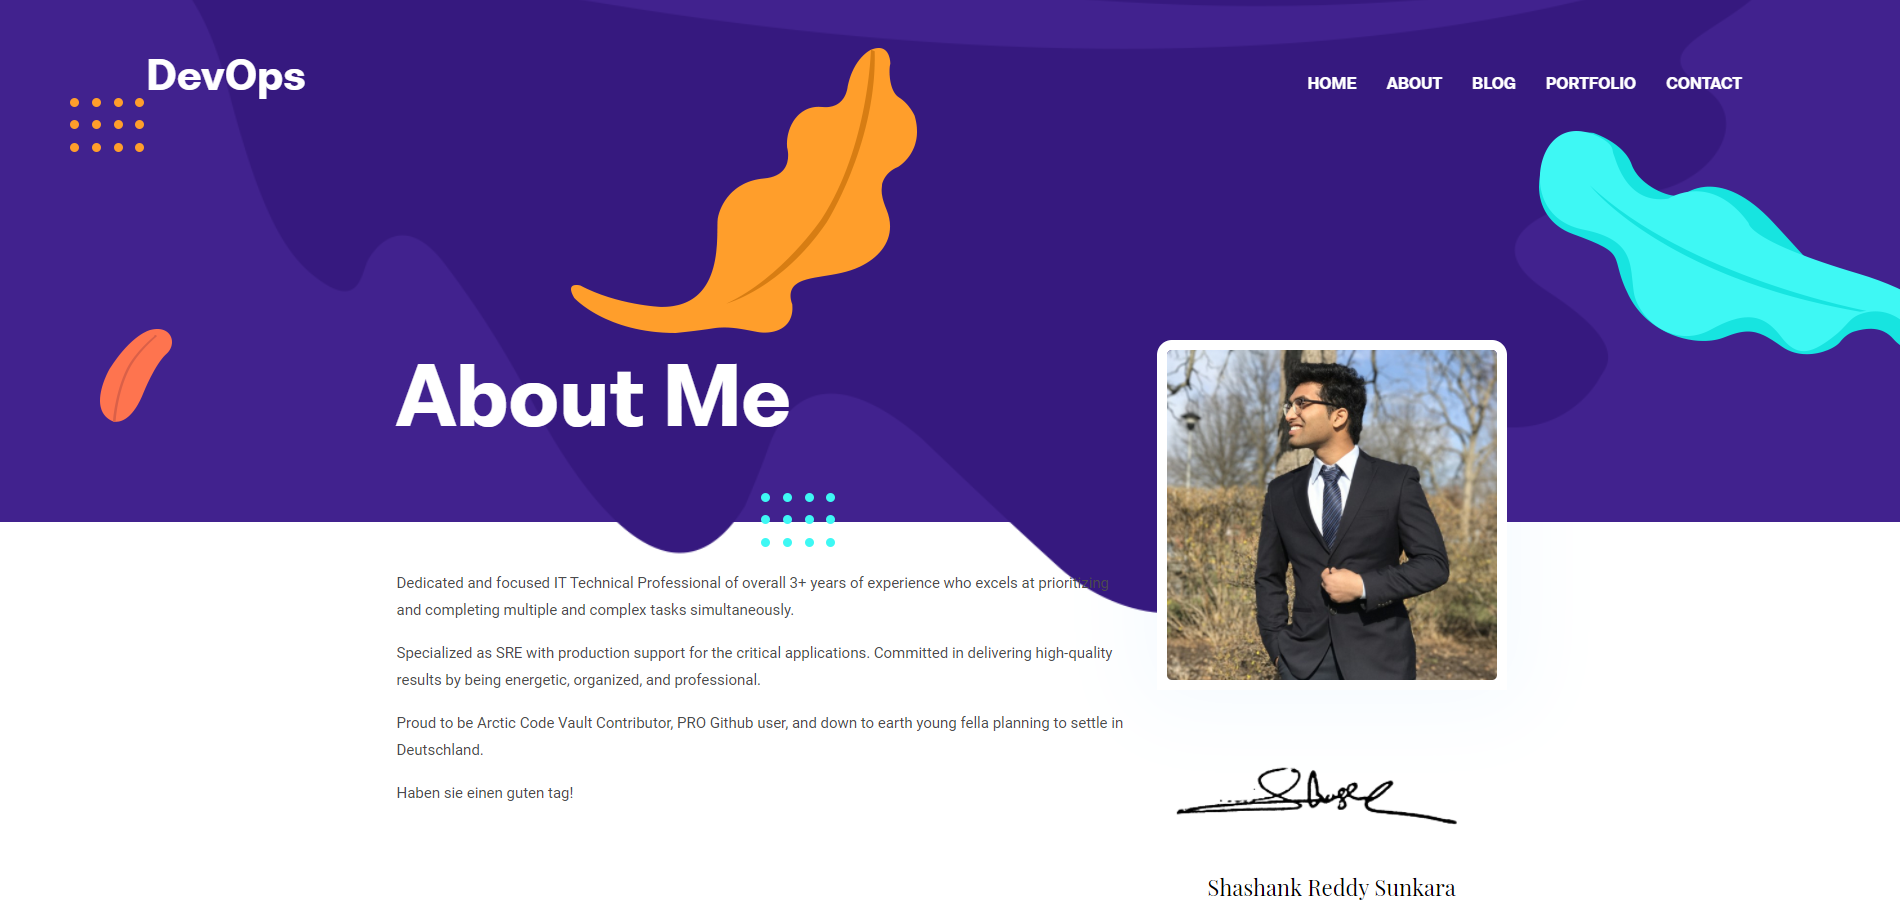 DevOps
HOME ABOUT BLOG PORTFOLIO CONTACT
About Me
Dedicated and focused IT Technical Professional of overall 3+ years of experience who excels at prioritizing
and completing multiple and complex tasks simultaneously.
Specialized as SRE with production support for the critical applications. Committed in delivering high-quality
results by being energetic, organized, and professional.
Proud to be Arctic Code Vault Contributor, PRO Github user, and down to earth young fella planning to settle in
Deutschland.
Haben sie einen guten tag!
Shashank Reddy Sunkara